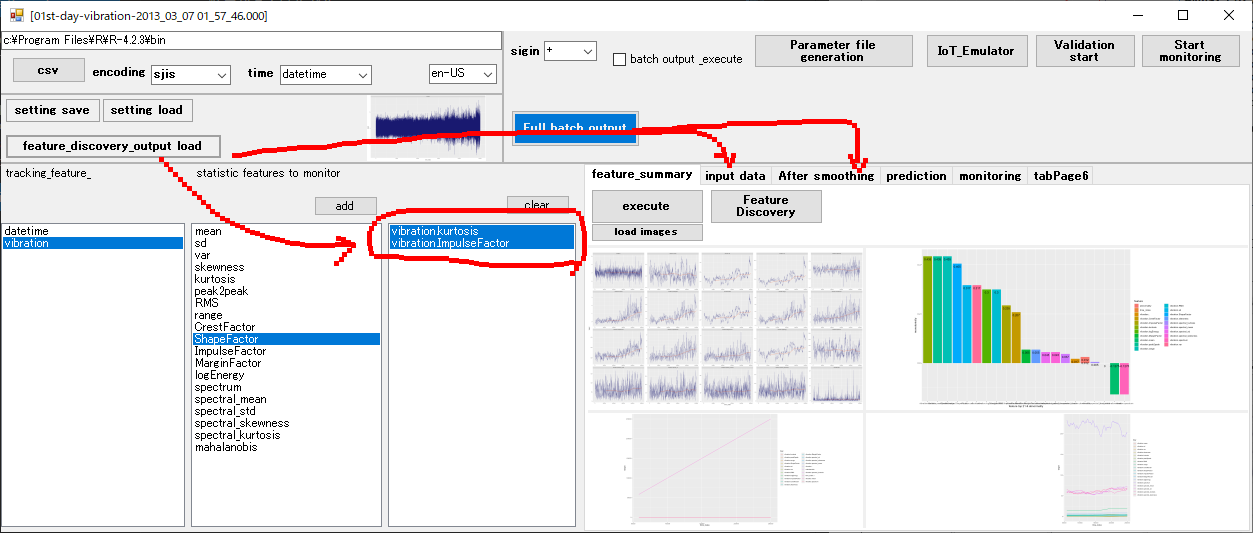 [01st-day-vibration-2013_03_07 01_57_46.000]
c:¥Program Files¥R¥R-4.2.3¥bin
csv
encoding
sjis
time
datetime
en-US
sigin
+
batch output _execute
Parameter file
generation
IoT_Emulator
Validation
start
Start
monitoring
setting save
setting load
feature_discovery_output load
Full batch output
tracking_feature_
statistic features to monitor
add
clear
datetime
vibration
mean
sd
var
skewness
kurtosis
peak2peak
RMS
range
CrestFactor
ShapeFactor
ImpulseFactor
MarginFactor
logEnergy
spectrum
spectral_mean
spectral_std
spectral_skewness
spectral_kurtosis
mahalanobis
vibration.kurtosis
vibration.ImpulseFactor
feature_summary
input data
After smoothing
prediction
monitoring
tabPage6
execute
Feature
Discovery
load images